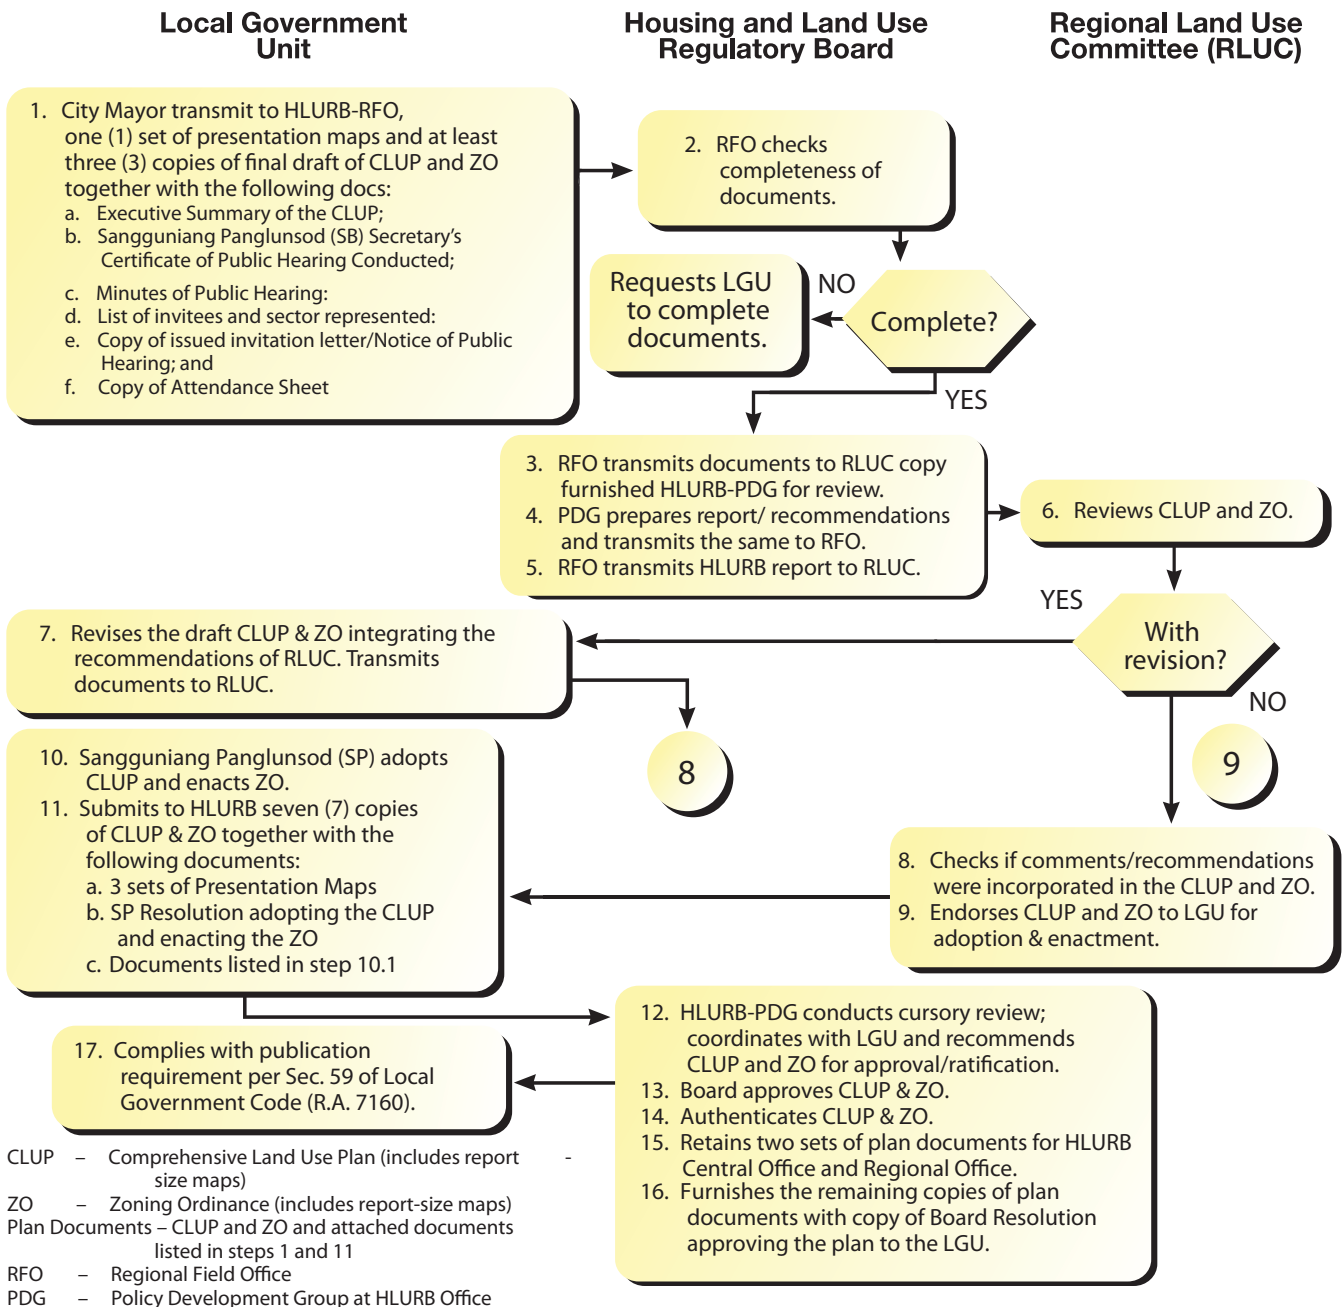 Local Government
Unit
Housing and Land Use
Regulatory Board
Regional Land Use
Committee (RLUC)
1. City Mayor transmit to HLURB-RFO,
one (1) set of presentation maps and at least
three (3) copies of final draft of CLUP and ZO
together with the following docs:
a. Executive Summary of the CLUP;
b. Sangguniang Panglunsod (SB) Secretary's
Certificate of Public Hearing Conducted;
c. Minutes of Public Hearing:
d. List of invitees and sector represented:
e. Copy of issued invitation letter/Notice of Public
Hearing; and
f. Copy of Attendance Sheet
2. RFO checks
completeness of
documents.
Complete?
NO
Requests LGU
to complete
documents.
YES
3. RFO transmits documents to RLUC copy
furnished HLURB-PDG for review.
4. PDG prepares report/ recommendations
and transmits the same to RFO.
5. RFO transmits HLURB report to RLUC.
6. Reviews CLUP and ZO.
With
revision?
YES
NO
7. Revises the draft CLUP & ZO integrating the
recommendations of RLUC. Transmits
documents to RLUC.
8
9
8. Checks if comments/recommendations
were incorporated in the CLUP and ZO.
9. Endorses CLUP and ZO to LGU for
adoption & enactment.
10. Sangguniang Panglunsod (SP) adopts
CLUP and enacts ZO.
11. Submits to HLURB seven (7) copies
of CLUP & ZO together with the
following documents:
a. 3 sets of Presentation Maps
b. SP Resolution adopting the CLUP
and enacting the ZO
c. Documents listed in step 10.1
12. HLURB-PDG conducts cursory review;
coordinates with LGU and recommends
CLUP and ZO for approval/ratification.
13. Board approves CLUP & ZO.
14. Authenticates CLUP & ZO.
15. Retains two sets of plan documents for HLURB
Central Office and Regional Office.
16. Furnishes the remaining copies of plan
documents with copy of Board Resolution
approving the plan to the LGU.
17. Complies with publication
requirement per Sec. 59 of Local
Government Code (R.A. 7160).
CLUP – Comprehensive Land Use Plan (includes report -
size maps)
ZO – Zoning Ordinance (includes report-size maps)
Plan Documents – CLUP and ZO and attached documents
listed in steps 1 and 11
RFO – Regional Field Office
PDG – Policy Development Group at HLURB Office